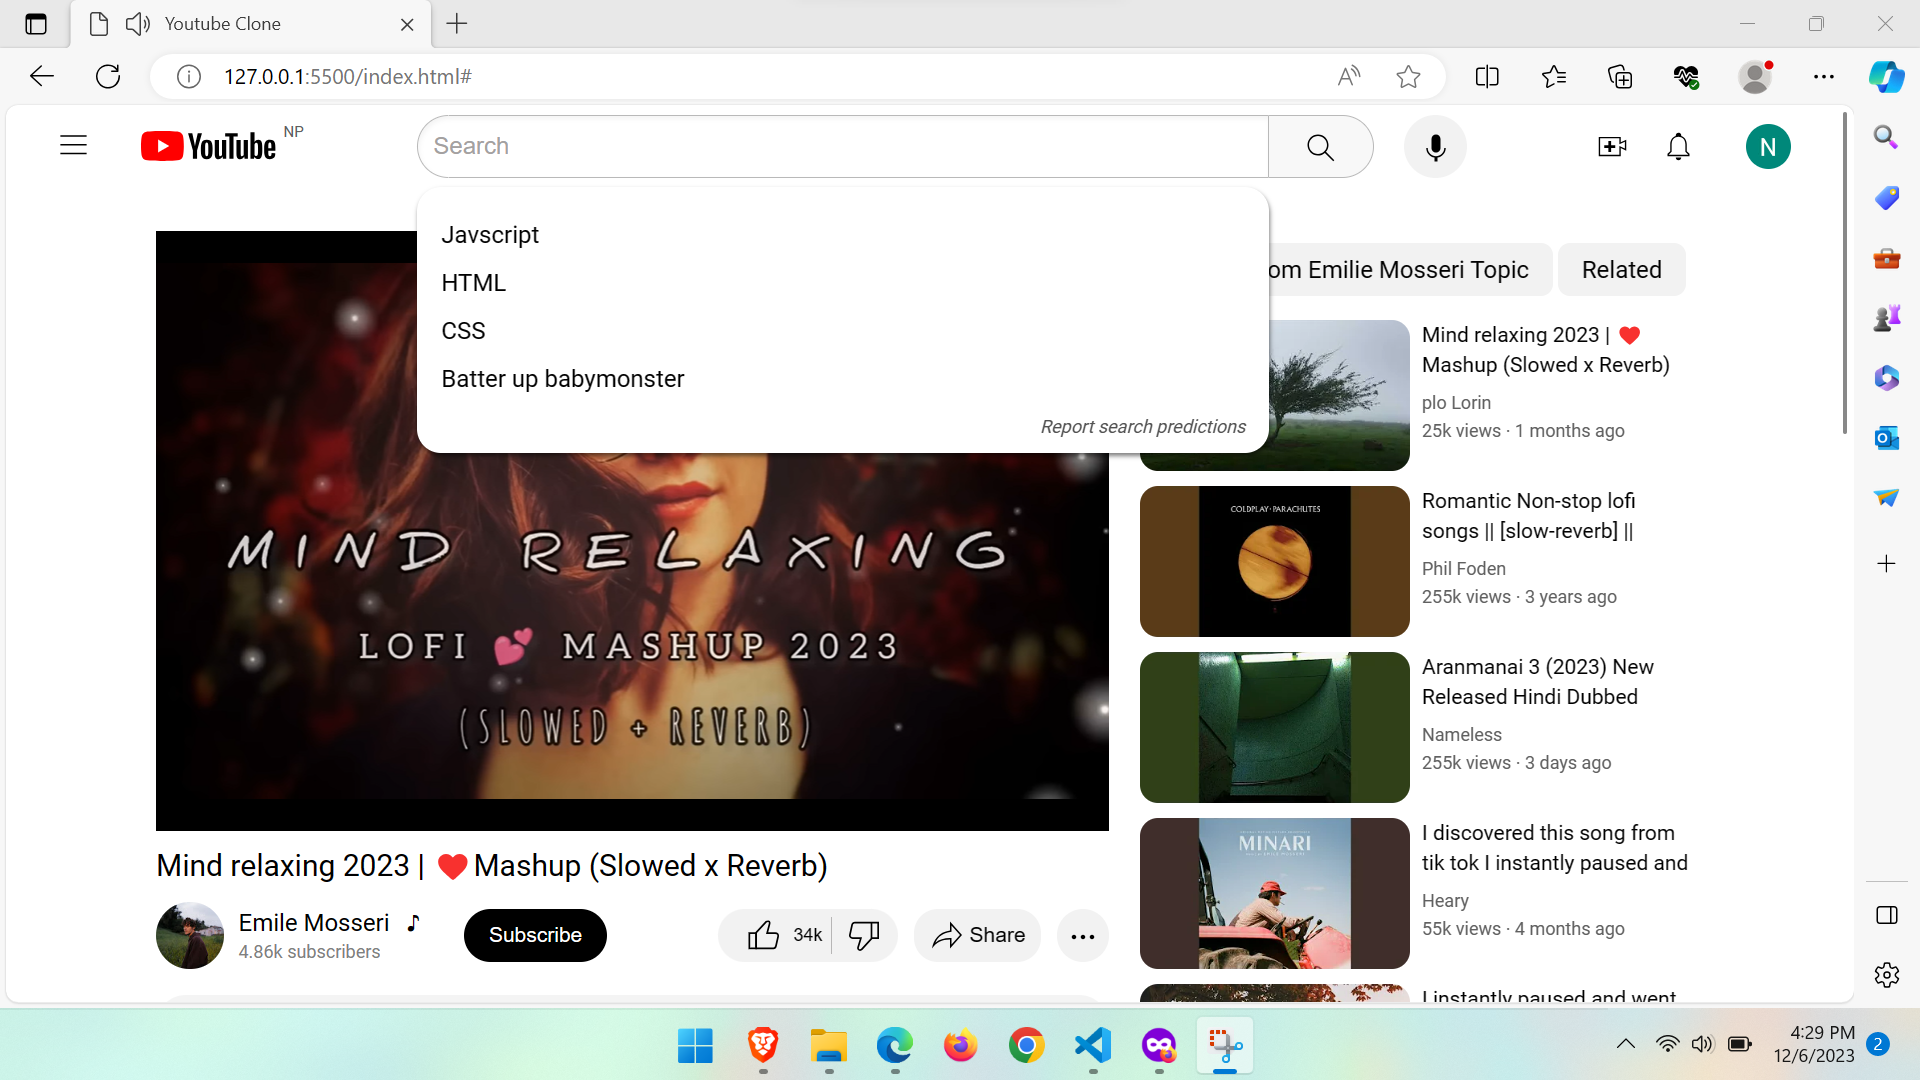 Youtube Clone
127.0.0.1:5500/index.html#
YouTube NP
Search
N
Javscript
HTML
CSS
Batter up babymonster
Report search predictions
om Emilie Mosseri Topic
Related
MIND RELAXING
LOFI 💕 MASHUP 2023
(SLOWED + REVERB)
Mind relaxing 2023 | ❤️ Mashup (Slowed x Reverb)
Emile Mosseri ♪
4.86k subscribers
Subscribe
34k
Share
Mind relaxing 2023 | ❤️
Mashup (Slowed x Reverb)
plo Lorin
25k views · 1 months ago
COLDPLAY · PARACHUTES
Romantic Non-stop lofi
songs || [slow-reverb] ||
Phil Foden
255k views · 3 years ago
Aranmanai 3 (2023) New
Released Hindi Dubbed
Nameless
255k views · 3 days ago
MINARI
I discovered this song from
tik tok I instantly paused and
Heary
55k views · 4 months ago
I instantly paused and went
4:29 PM
12/6/2023
2